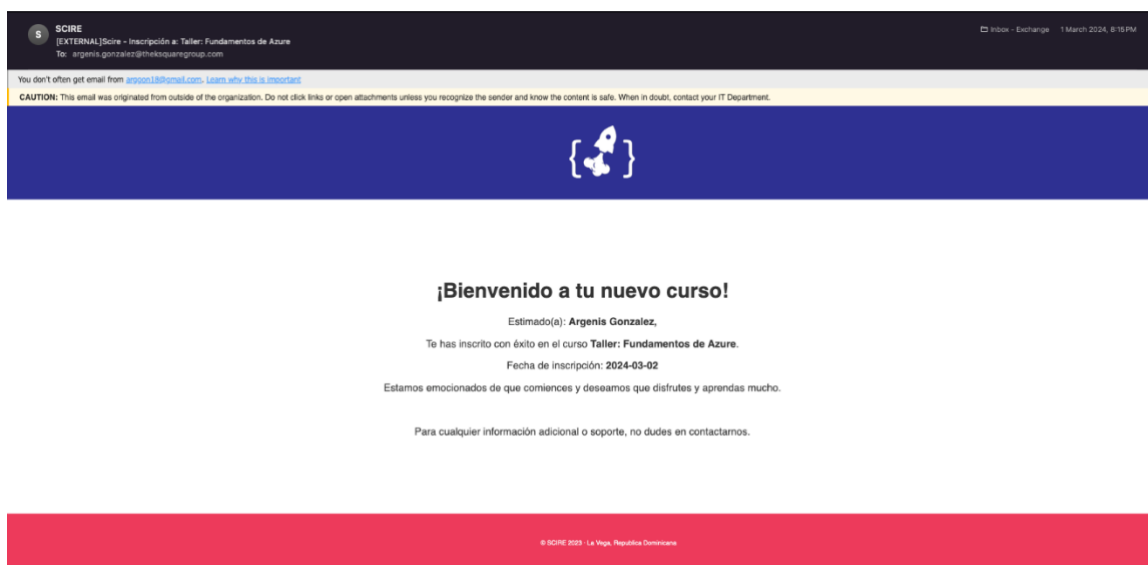 S
SCIRE
[EXTERNAL]Scire - Inscripción a: Taller: Fundamentos de Azure
To: argenis.gonzalez@theksquaregroup.com
Inbox - Exchange 1 March 2024, 8:15 PM
You don't often get email from argoon18@gmail.com. Learn why this is important
CAUTION: This email was originated from outside of the organization. Do not click links or open attachments unless you recognize the sender and know the content is safe. When in doubt, contact your IT Department.
¡Bienvenido a tu nuevo curso!
Estimado(a): Argenis Gonzalez,
Te has inscrito con éxito en el curso Taller: Fundamentos de Azure.
Fecha de inscripción: 2024-03-02
Estamos emocionados de que comiences y deseamos que disfrutes y aprendas mucho.
Para cualquier información adicional o soporte, no dudes en contactarnos.
© SCIRE 2023 - La Vega, Republica Dominicana